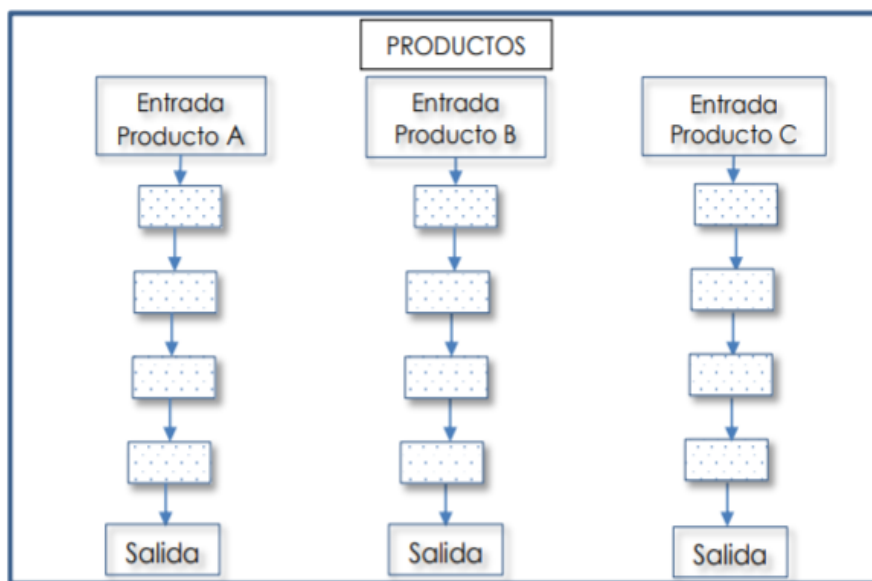 PRODUCTOS
Entrada
Producto A
Entrada
Producto B
Entrada
Producto C
Salida
Salida
Salida